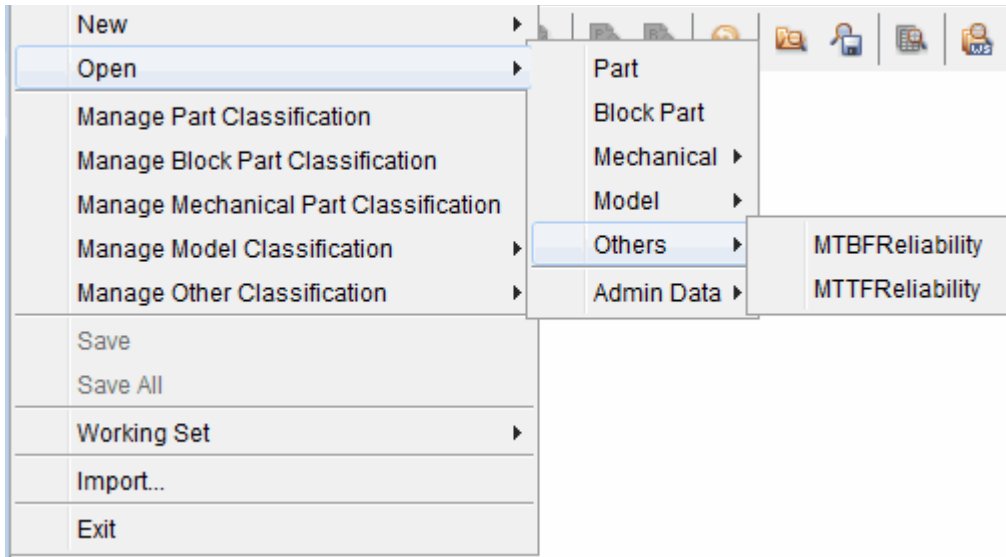 New
Open
Manage Part Classification
Manage Block Part Classification
Manage Mechanical Part Classification
Manage Model Classification
Manage Other Classification
Save
Save All
Working Set
Import...
Exit
Part
Block Part
Mechanical
Model
Others
Admin Data
MTBFReliability
MTTFReliability
WS